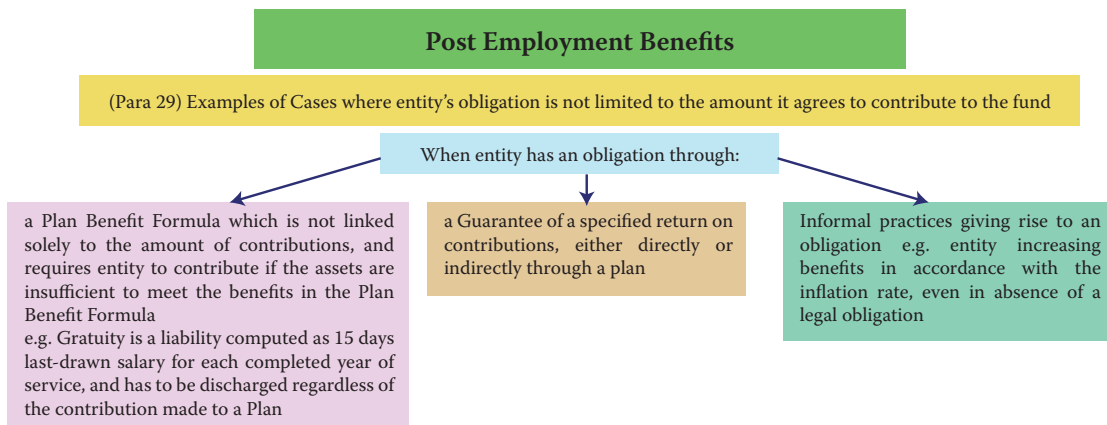 Post Employment Benefits
(Para 29) Examples of Cases where entity’s obligation is not limited to the amount it agrees to contribute to the fund
When entity has an obligation through:
a Plan Benefit Formula which is not linked
solely to the amount of contributions, and
requires entity to contribute if the assets are
insufficient to meet the benefits in the Plan
Benefit Formula
e.g. Gratuity is a liability computed as 15 days
last-drawn salary for each completed year of
service, and has to be discharged regardless of
the contribution made to a Plan
a Guarantee of a specified return on
contributions, either directly or
indirectly through a plan
Informal practices giving rise to an
obligation e.g. entity increasing
benefits in accordance with the
inflation rate, even in absence of a
legal obligation